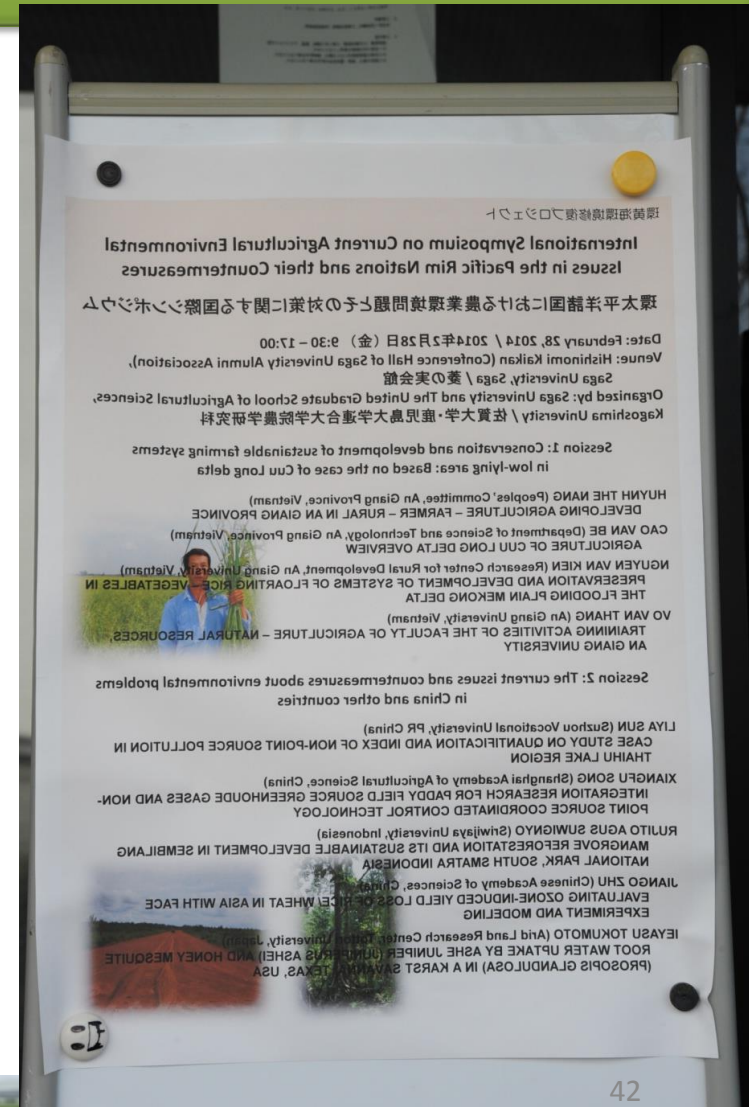 環黄海環境修復プロジェクト
International Symposium on Current Agricultural Environmental
Issues in the Pacific Rim Nations and their Countermeasures
環太平洋諸国における農業環境問題とその対策に関する国際シンポジウム
Date: February 28, 2014 / 2014年2月28日（金） 9:30 – 17:00
Venue: Hishinomi Kaikan (Conference Hall of Saga University Alumni Association),
Saga University, Saga / 菱の実会館
Organized by: Saga University and The United Graduate School of Agricultural Sciences,
Kagoshima University / 佐賀大学・鹿児島大学連合大学院農学研究科
Session 1: Conservation and development of sustainable farming systems
in low-lying area: Based on the case of Cuu Long delta
HUYNH THE NANG (Peoples' Committee, An Giang Province, Vietnam)
DEVELOPING AGRICULTURE – FARMER – RURAL IN AN GIANG PROVINCE
CAO VAN BE (Department of Science and Technology, An Giang Province, Vietnam)
AGRICULTURE OF CUU LONG DELTA OVERVIEW
NGUYEN VAN KIEN (Research Center for Rural Development, An Giang University, Vietnam)
PRESERVATION AND DEVELOPMENT OF SYSTEMS OF FLOARTING RICE – VEGETABLES IN
THE FLOODING PLAIN MEKONG DELTA
VO VAN THANG (An Giang University, Vietnam)
TRAININING ACTIVITIES OF THE FACULTY OF AGRICULTURE – NATURAL RESOURCES,
AN GIANG UNIVERSITY
Session 2: The current issues and countermeasures about environmental problems
in China and other countries
LIYA SUN (Suzhou Vocational University, PR China)
CASE STUDY ON QUANTIFICATION AND INDEX OF NON-POINT SOURCE POLLUTION IN
THAIHU LAKE REGION
XIANGFU SONG (Shanghai Academy of Agricultural Science, China)
INTEGRATION RESEARCH FOR PADDY FIELD SOURCE GREENHOUDE GASES AND NON-
POINT SOURCE COORDINATED CONTROL TECHNOLOGY
RUJITO AGUS SUWIGNYO (Sriwijaya University, Indonesia)
MANGROVE REFORESTATION AND ITS SUSTAINABLE DEVELOPMENT IN SEMBILANG
NATIONAL PARK, SOUTH SMATRA INDONESIA
JIANGO ZHU (Chinese Academy of Sciences, China)
EVALUATING OZONE-INDUCED YIELD LOSS OF RICE/ WHEAT IN ASIA WITH FACE
EXPERIMENT AND MODELING
IEYASU TOKUMOTO (Arid Land Research Center, Tottori University, Japan)
ROOT WATER UPTAKE BY ASHE JUNIPER (JUNIPERUS ASHEI) AND HONEY MESQUITE
(PROSOPIS GLANDULOSA) IN A KARST SAVANNA, TEXAS, USA
42